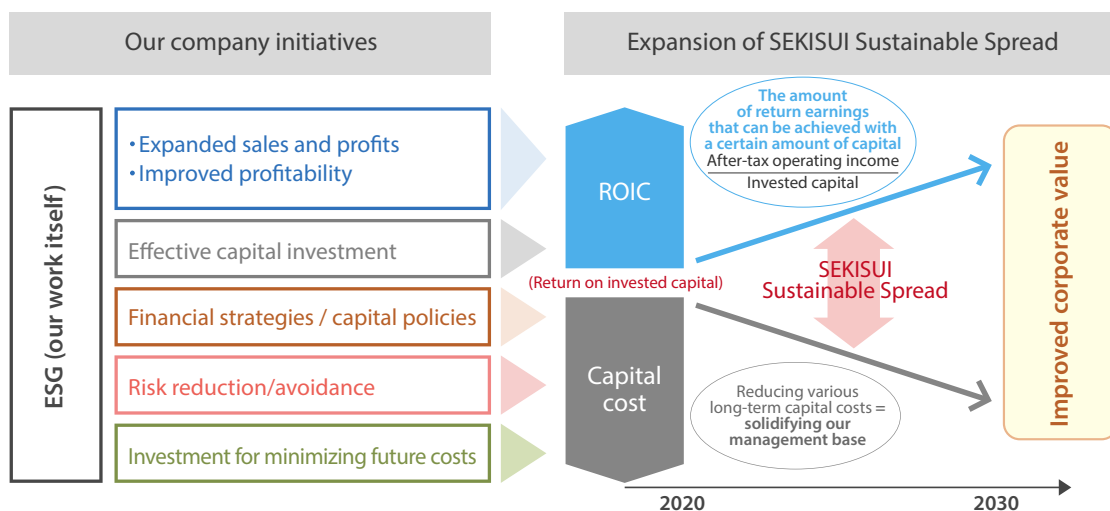 Our company initiatives
Expansion of SEKISUI Sustainable Spread
ESG (our work itself)
・Expanded sales and profits
・Improved profitability
Effective capital investment
Financial strategies / capital policies
Risk reduction/avoidance
Investment for minimizing future costs
ROIC
(Return on invested capital)
Capital
cost
The amount
of return earnings
that can be achieved with
a certain amount of capital
After-tax operating income
Invested capital
SEKISUI
Sustainable Spread
Reducing various
long-term capital costs =
solidifying our
management base
Improved corporate value
2020
2030